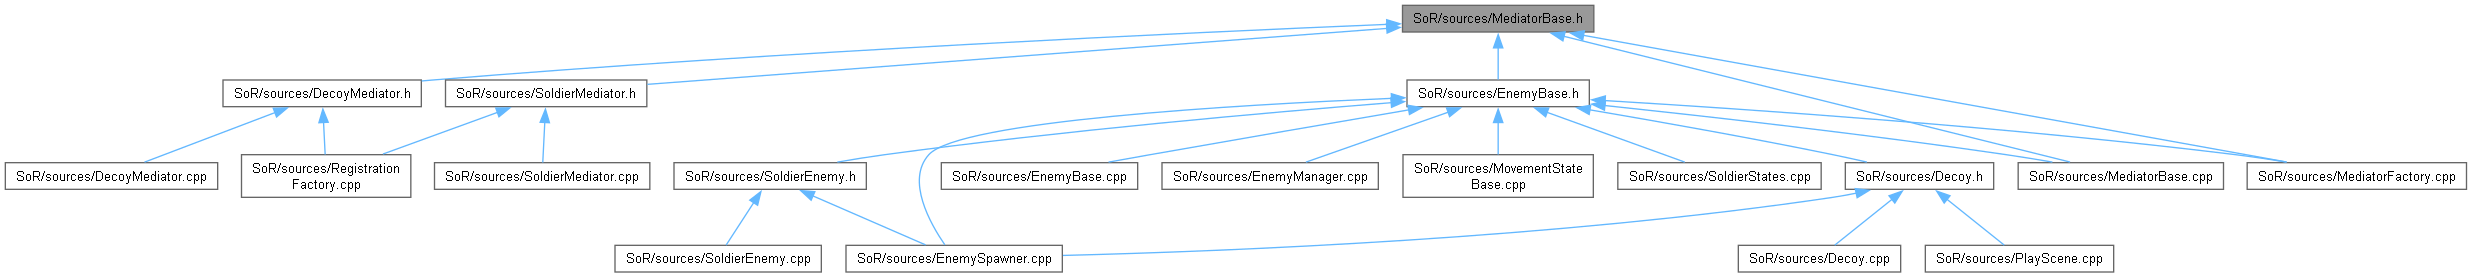 SoR/sources/MediatorBase.h
SoR/sources/DecoyMediator.h
SoR/sources/SoldierMediator.h
SoR/sources/EnemyBase.h
SoR/sources/DecoyMediator.cpp
SoR/sources/Registration
Factory.cpp
SoR/sources/SoldierMediator.cpp
SoR/sources/SoldierEnemy.h
SoR/sources/EnemyBase.cpp
SoR/sources/EnemyManager.cpp
SoR/sources/MovementState
Base.cpp
SoR/sources/SoldierStates.cpp
SoR/sources/Decoy.h
SoR/sources/MediatorBase.cpp
SoR/sources/MediatorFactory.cpp
SoR/sources/SoldierEnemy.cpp
SoR/sources/EnemySpawner.cpp
SoR/sources/Decoy.cpp
SoR/sources/PlayScene.cpp